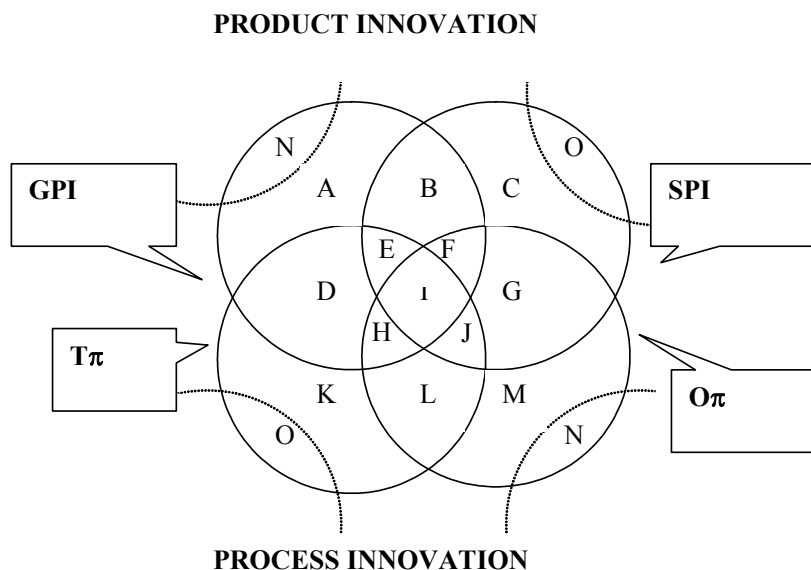 PRODUCT INNOVATION
N
O
A
B
C
GPI
SPI
E
F
D
I
G
H
J
Tπ
Oπ
K
L
M
O
N
PROCESS INNOVATION